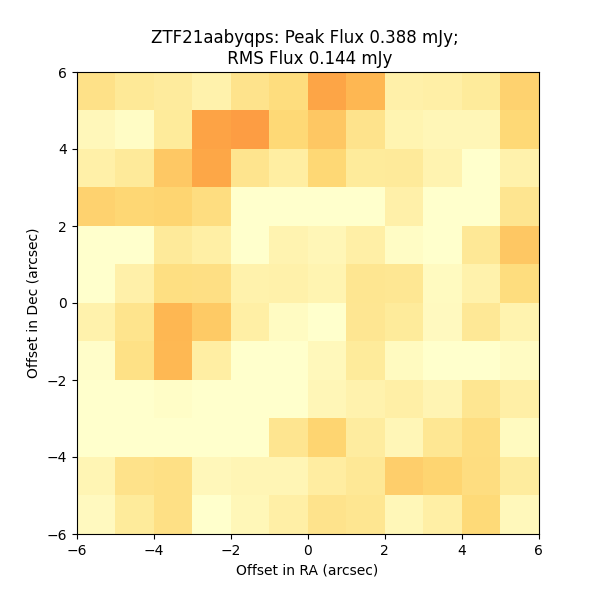 ZTF21aabyqps: Peak Flux 0.388 mJy;
RMS Flux 0.144 mJy
6
4
2
0
−2
−4
−6
Offset in Dec (arcsec)
−6 −4 −2 0 2 4 6
Offset in RA (arcsec)